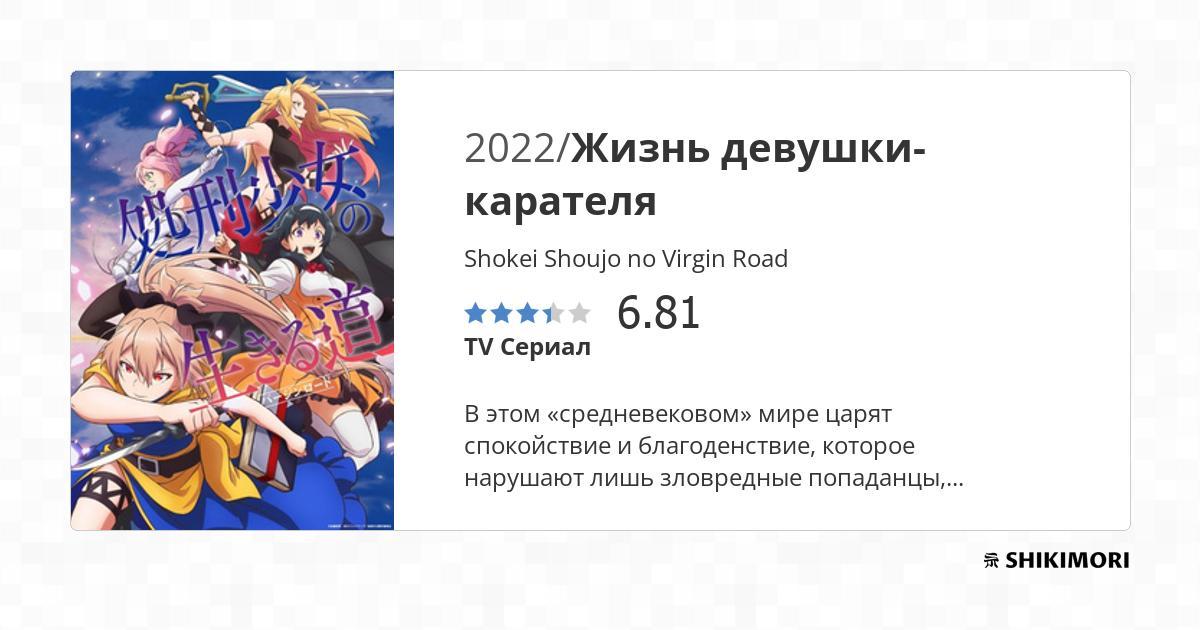 処刑少女の
生きる道
バージンロード
2022/Жизнь девушки-
карателя
Shokei Shoujo no Virgin Road
6.81
TV Сериал
В этом «средневековом» мире царят
спокойствие и благоденствие, которое
нарушают лишь зловредные попаданцы,...
SHIKIMORI